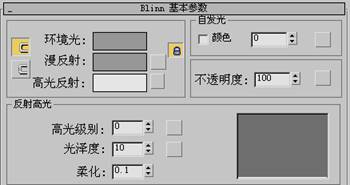 Blinn 基本参数
环境光:
漫反射:
高光反射:
自发光
颜色 0
不透明度: 100
反射高光
高光级别: 0
光泽度: 10
柔化: 0.1